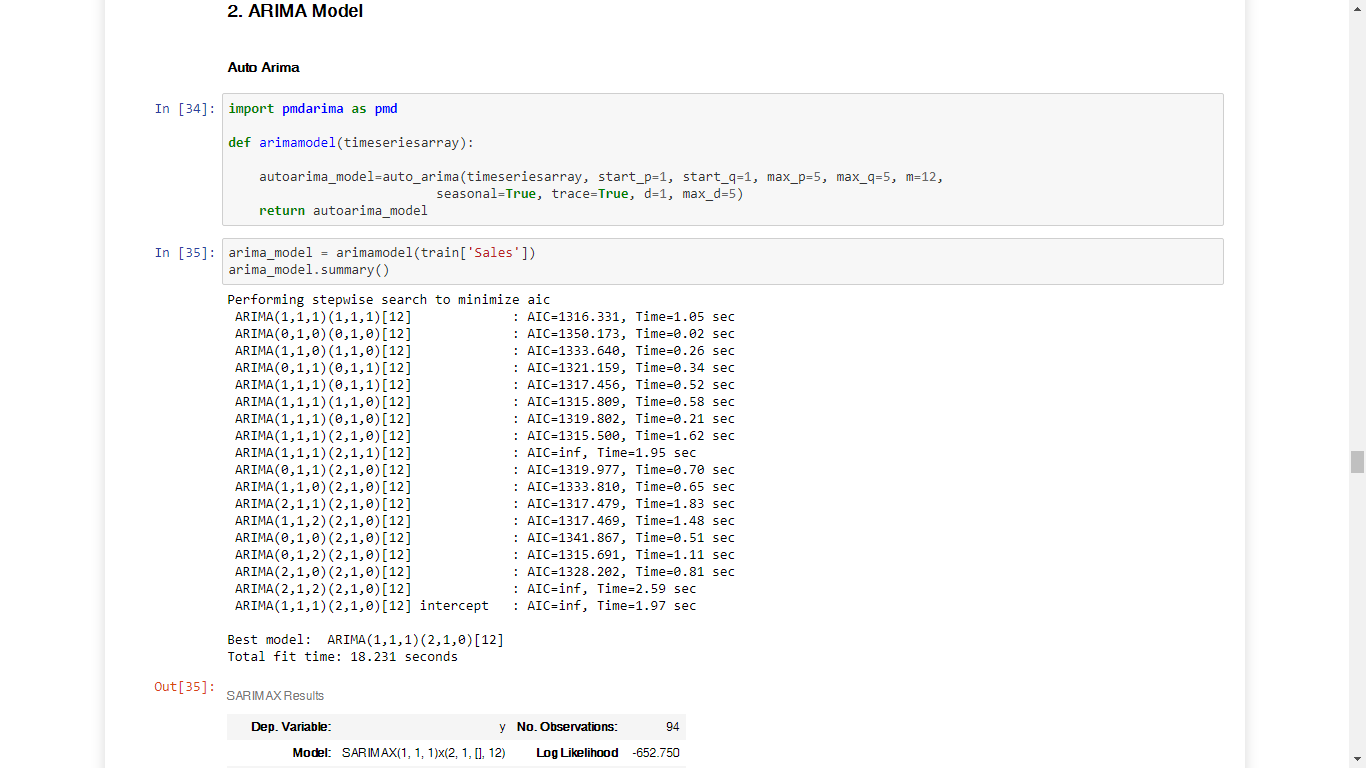 2. ARIMA Model
Auto Arima
In [34]:
import pmdarima as pmd
def arimamodel(timeseriesarray):
autoarima_model=auto_arima(timeseriesarray, start_p=1, start_q=1, max_p=5, max_q=5, m=12,
seasonal=True, trace=True, d=1, max_d=5)
return autoarima_model
In [35]:
arima_model = arimamodel(train['Sales'])
arima_model.summary()
Performing stepwise search to minimize aic
ARIMA(1,1,1)(1,1,1)[12] : AIC=1316.331, Time=1.05 sec
ARIMA(0,1,0)(0,1,0)[12] : AIC=1350.173, Time=0.02 sec
ARIMA(1,1,0)(1,1,0)[12] : AIC=1333.640, Time=0.26 sec
ARIMA(0,1,1)(0,1,1)[12] : AIC=1321.159, Time=0.34 sec
ARIMA(1,1,1)(0,1,1)[12] : AIC=1317.456, Time=0.52 sec
ARIMA(1,1,1)(1,1,0)[12] : AIC=1315.809, Time=0.58 sec
ARIMA(1,1,1)(0,1,0)[12] : AIC=1319.802, Time=0.21 sec
ARIMA(1,1,1)(2,1,0)[12] : AIC=1315.500, Time=1.62 sec
ARIMA(1,1,1)(2,1,1)[12] : AIC=inf, Time=1.95 sec
ARIMA(0,1,1)(2,1,0)[12] : AIC=1319.977, Time=0.70 sec
ARIMA(1,1,0)(2,1,0)[12] : AIC=1333.810, Time=0.65 sec
ARIMA(2,1,1)(2,1,0)[12] : AIC=1317.479, Time=1.83 sec
ARIMA(1,1,2)(2,1,0)[12] : AIC=1317.469, Time=1.48 sec
ARIMA(0,1,0)(2,1,0)[12] : AIC=1341.867, Time=0.51 sec
ARIMA(0,1,2)(2,1,0)[12] : AIC=1315.691, Time=1.11 sec
ARIMA(2,1,0)(2,1,0)[12] : AIC=1328.202, Time=0.81 sec
ARIMA(2,1,2)(2,1,0)[12] : AIC=inf, Time=2.59 sec
ARIMA(1,1,1)(2,1,0)[12] intercept : AIC=inf, Time=1.97 sec
Best model: ARIMA(1,1,1)(2,1,0)[12]
Total fit time: 18.231 seconds
Out[35]:
SARIMAX Results
Dep. Variable: y No. Observations: 94
Model: SARIMAX(1, 1, 1)x(2, 1, [], 12) Log Likelihood -652.750